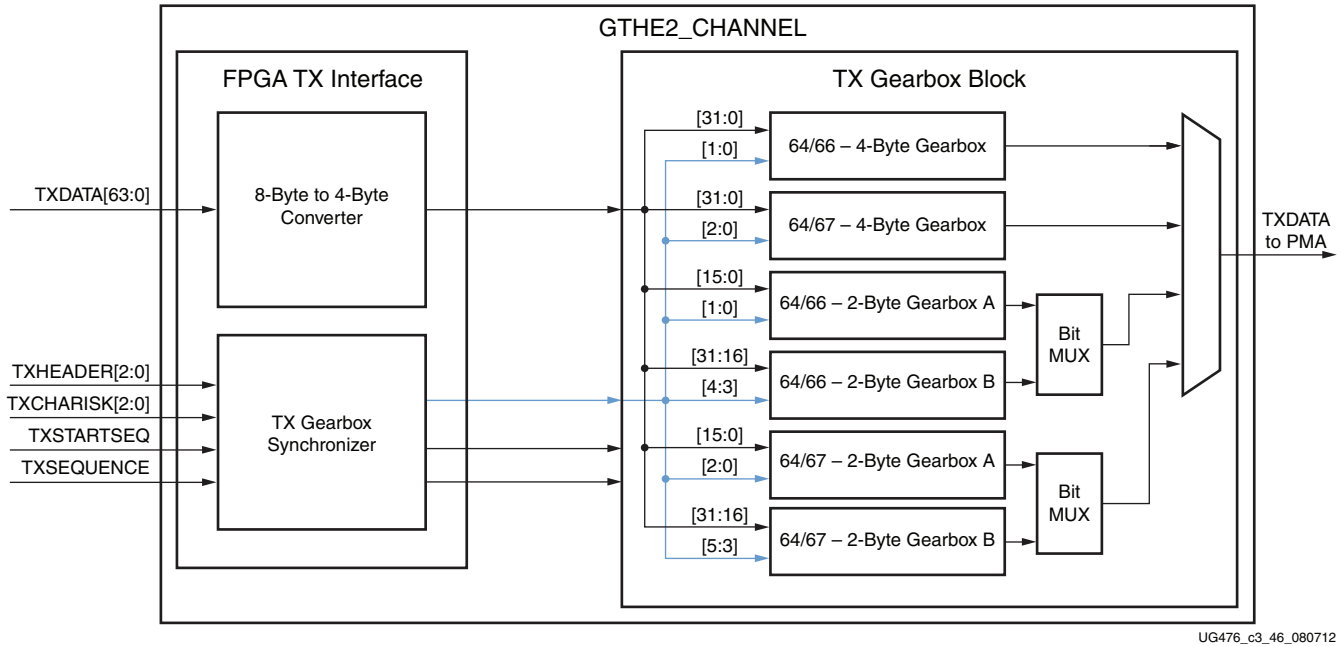 GTHE2_CHANNEL
FPGA TX Interface
TX Gearbox Block
TXDATA[63:0]
8-Byte to 4-Byte
Converter
TXHEADER[2:0]
TXCHARISK[2:0]
TXSTARTSEQ
TXSEQUENCE
TX Gearbox
Synchronizer
[31:0]
[1:0]
64/66 – 4-Byte Gearbox
[31:0]
[2:0]
64/67 – 4-Byte Gearbox
[15:0]
[1:0]
64/66 – 2-Byte Gearbox A
[31:16]
[4:3]
64/66 – 2-Byte Gearbox B
Bit
MUX
[15:0]
[2:0]
64/67 – 2-Byte Gearbox A
[31:16]
[5:3]
64/67 – 2-Byte Gearbox B
Bit
MUX
TXDATA
to PMA
UG476_c3_46_080712